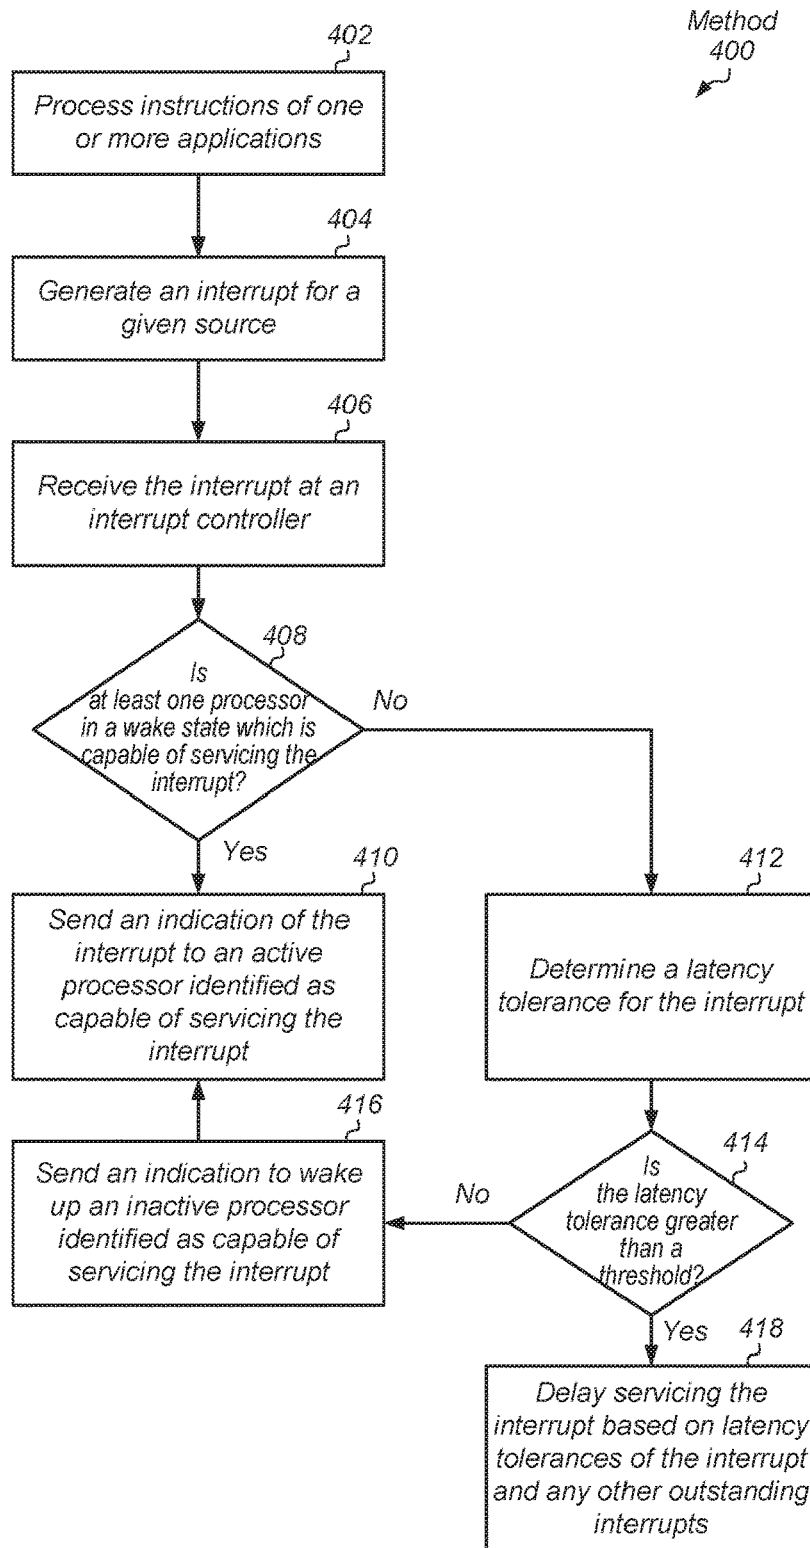 Method
400
402
Process instructions of one
or more applications
404
Generate an interrupt for a
given source
406
Receive the interrupt at an
interrupt controller
408
Is
at least one processor
in a wake state which is
capable of servicing the
interrupt?
No
Yes
410
Send an indication of the
interrupt to an active
processor identified as
capable of servicing the
interrupt
412
Determine a latency
tolerance for the interrupt
414
Is
the latency
tolerance greater
than a
threshold?
No
416
Send an indication to wake
up an inactive processor
identified as capable of
servicing the interrupt
Yes
418
Delay servicing the
interrupt based on latency
tolerances of the interrupt
and any other outstanding
interrupts